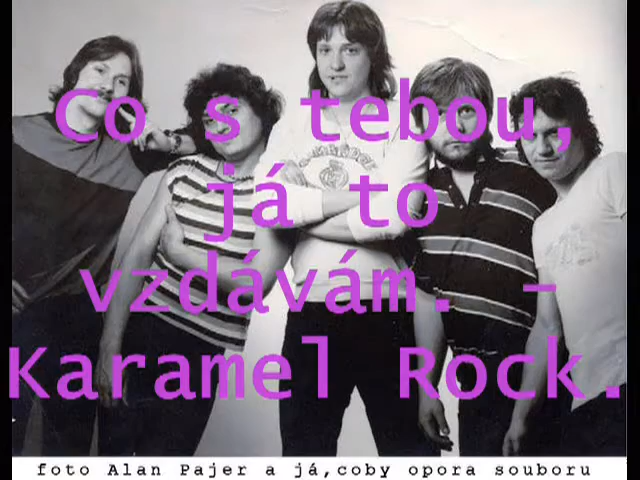 Co s tebou,
já to
vzdávám. -
Karamel Rock.
foto Alan Pajer a já,coby opora souboru